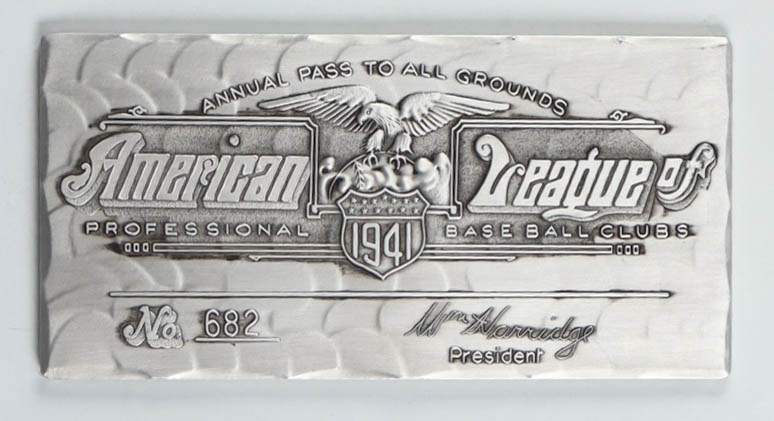 ANNUAL PASS TO ALL GROUNDS
American League of
PROFESSIONAL BASE BALL CLUBS
1941
No. 682
Wm Harridge
President